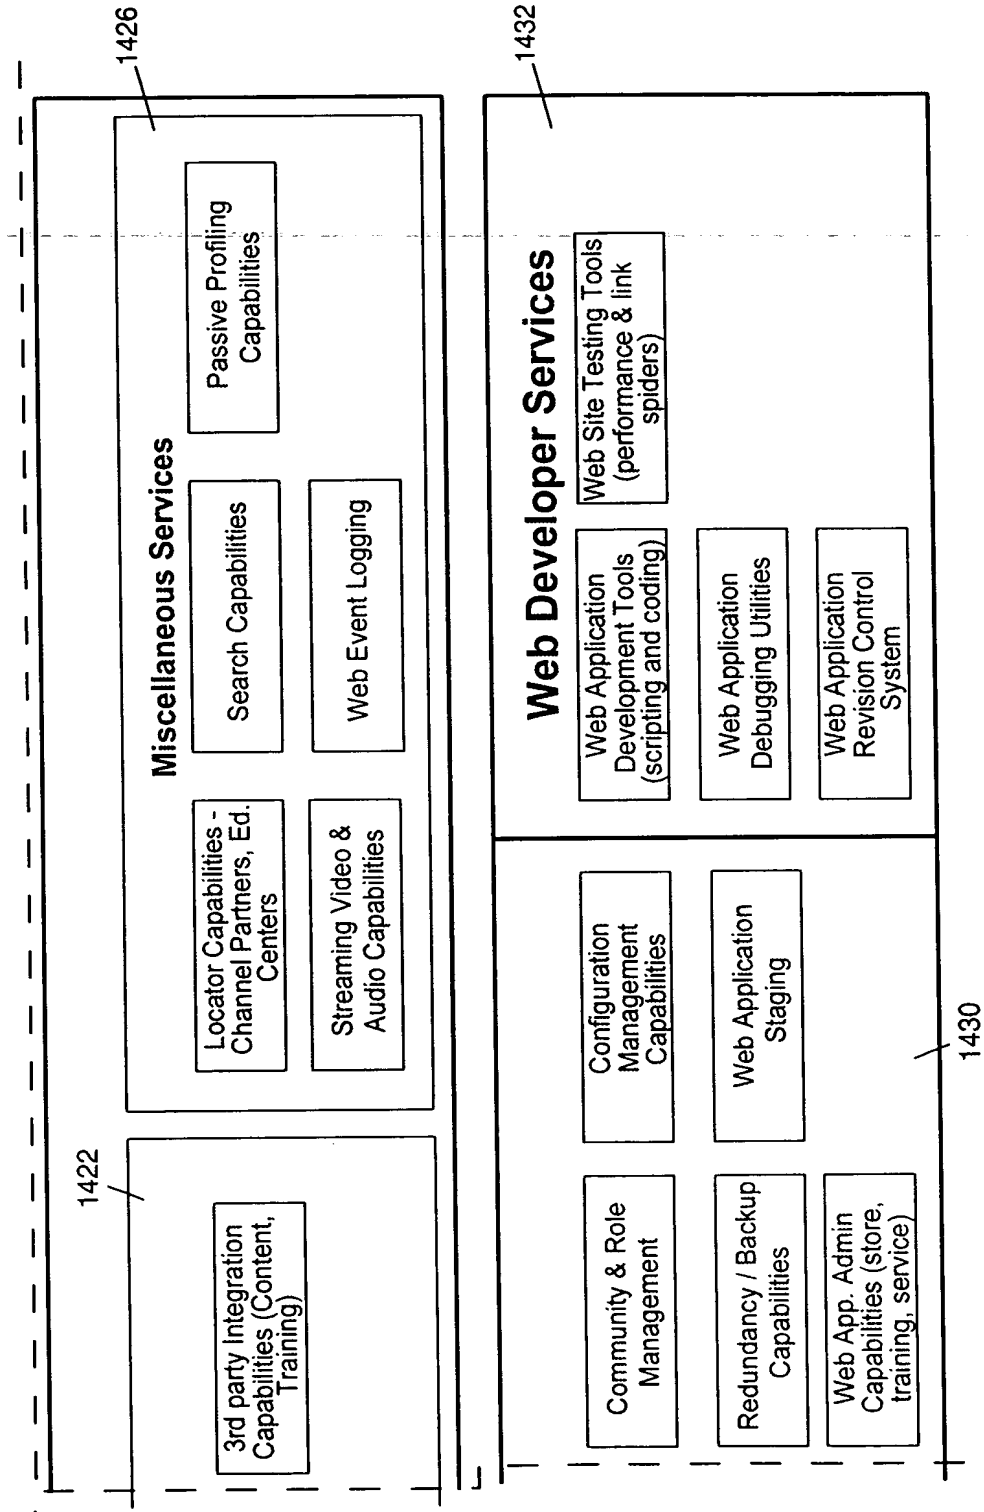 1422
1426
3rd party Integration
Capabilities (Content,
Training)
Miscellaneous Services
Locator Capabilities -
Channel Partners, Ed.
Centers
Search Capabilities
Passive Profiling
Capabilities
Streaming Video &
Audio Capabilities
Web Event Logging
1432
Web Developer Services
Community & Role
Management
Configuration
Management
Capabilities
Web Application
Development Tools
(scripting and coding)
Web Site Testing Tools
(performance & link
spiders)
Redundancy / Backup
Capabilities
Web Application
Staging
Web Application
Debugging Utilities
Web App. Admin
Capabilities (store,
training, service)
Web Application
Revision Control
System
1430